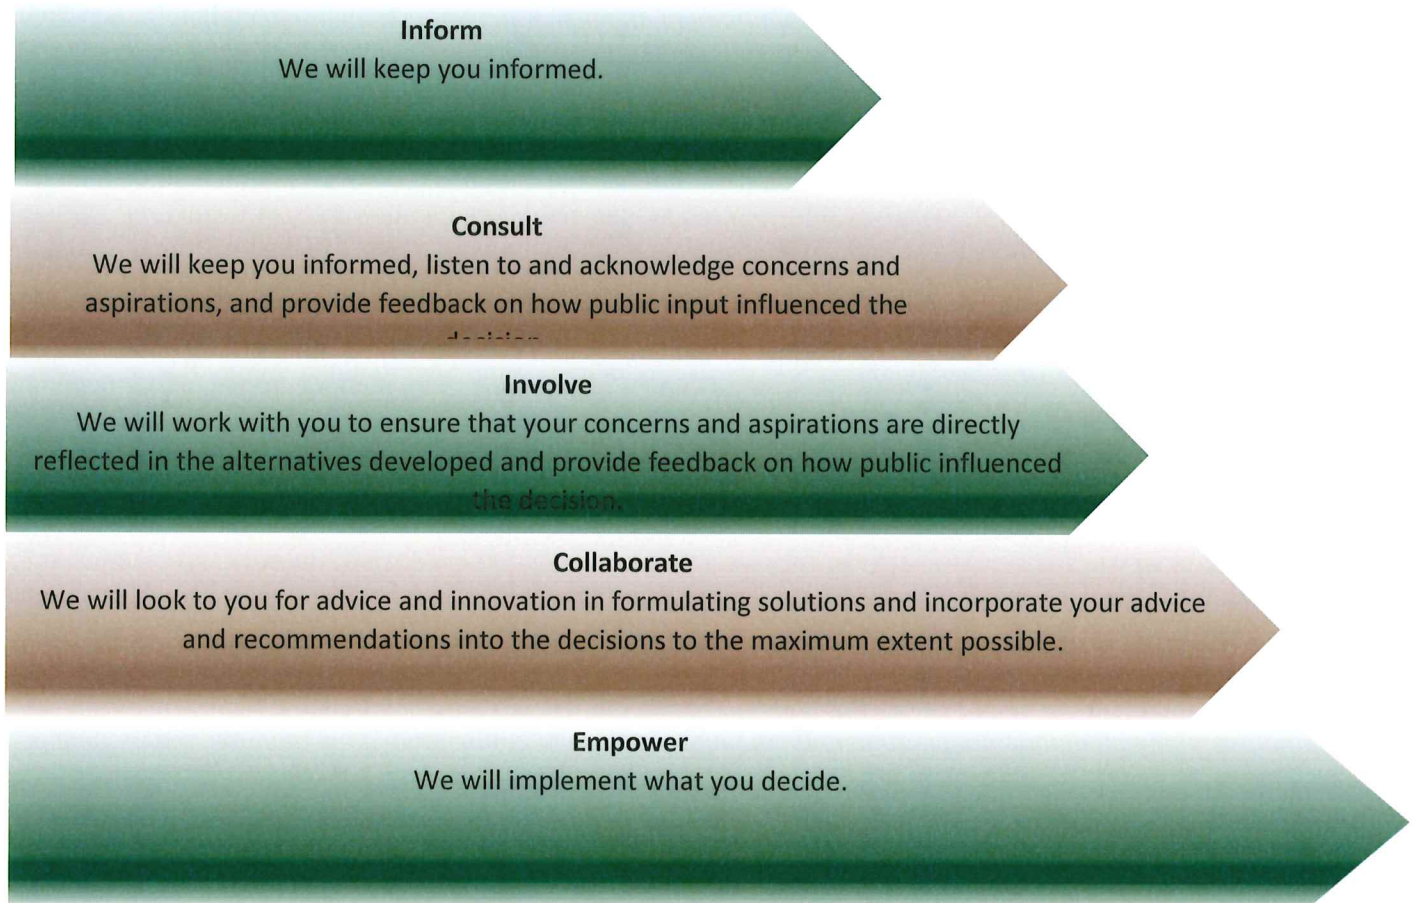 Inform
We will keep you informed.
Consult
We will keep you informed, listen to and acknowledge concerns and
aspirations, and provide feedback on how public input influenced the
Involve
We will work with you to ensure that your concerns and aspirations are directly
reflected in the alternatives developed and provide feedback on how public influenced
the decision.
Collaborate
We will look to you for advice and innovation in formulating solutions and incorporate your advice
and recommendations into the decisions to the maximum extent possible.
Empower
We will implement what you decide.